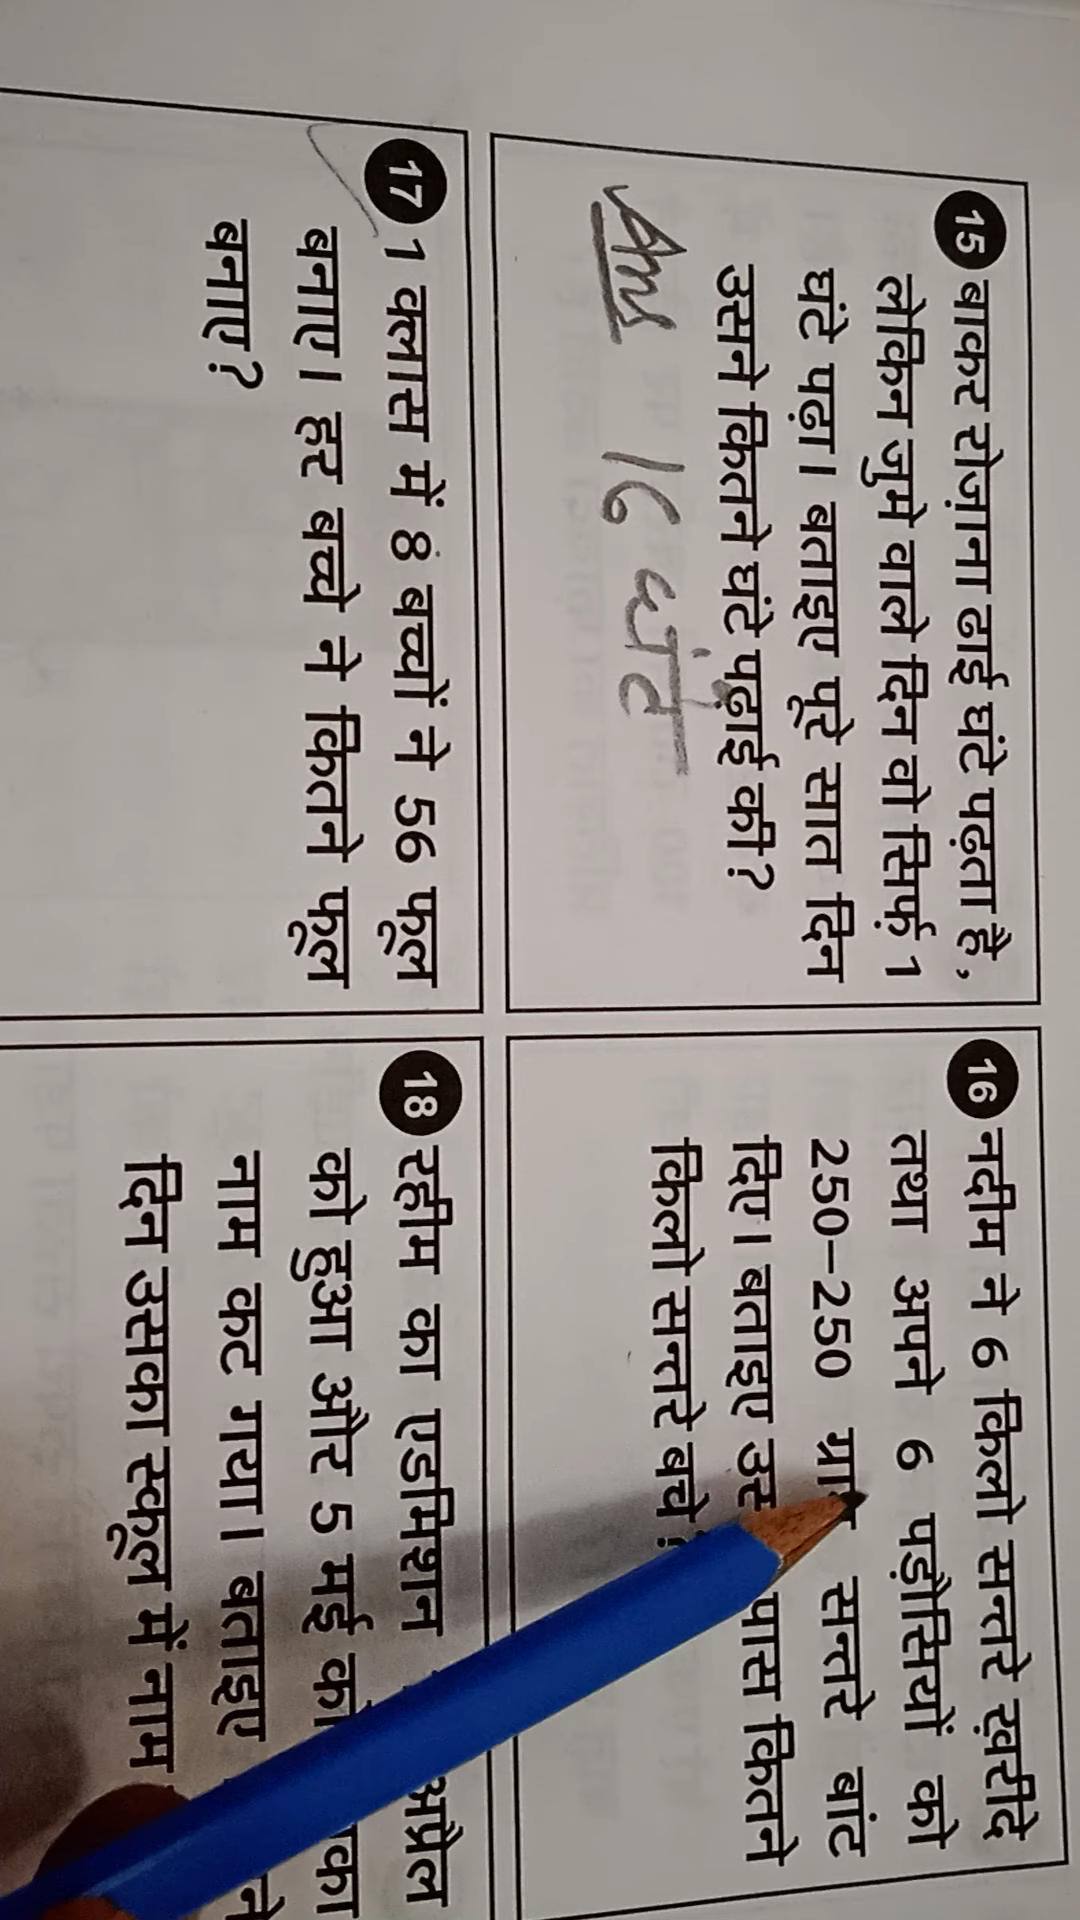 15 बाकर रोज़ाना ढाई घंटे पढ़ता है,
लेकिन जुमे वाले दिन वो सिर्फ़ 1
घंटे पढ़ा। बताइए पूरे सात दिन
उसने कितने घंटे पढ़ाई की?
Ans 16 घंटे
16 नदीम ने 6 किलो सन्तरे ख़रीदे
तथा अपने 6 पड़ौसियों को
250-250 सन्तरे बांट
दिए। बताइए पास कितने
किलो सन्तरे बचे?
17 1 क्लास में 8 बच्चों ने 56 फूल
बनाए। हर बच्चे ने कितने फूल
बनाए?
18 रहीम का एडमिशन अप्रैल
को हुआ और 5 मई को
नाम कट गया। बताइए
दिन उसका स्कूल में नाम